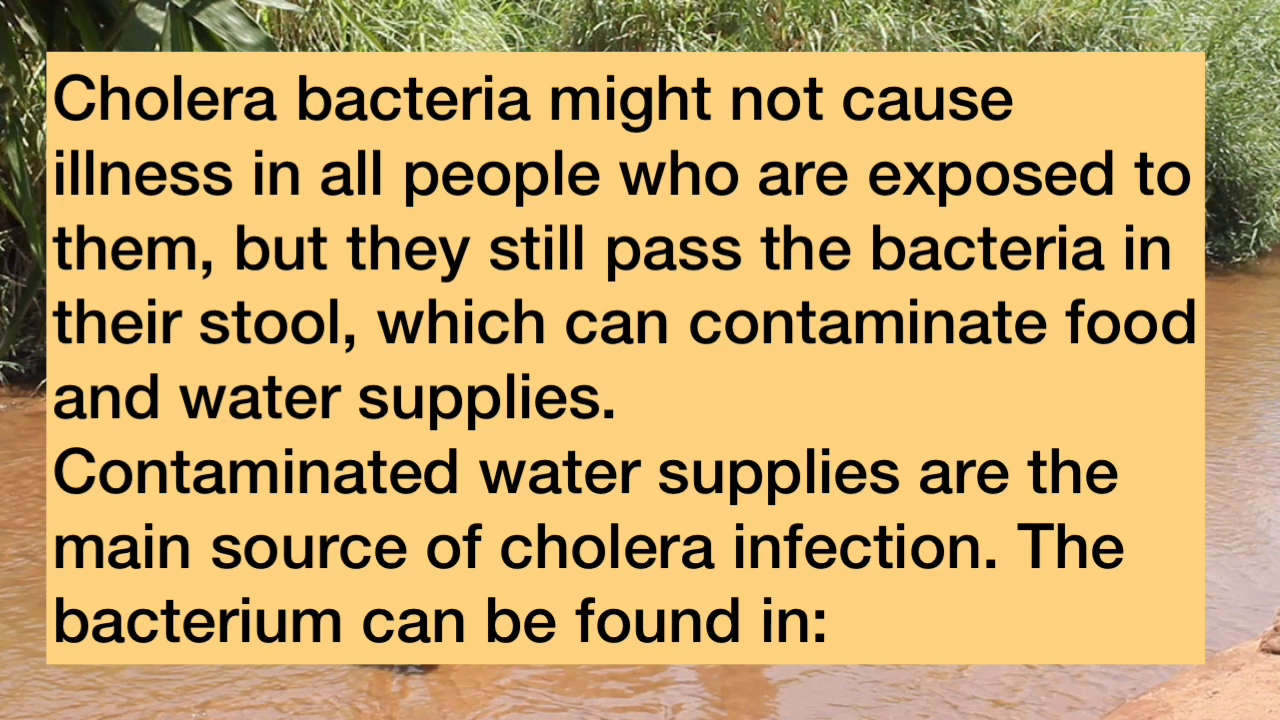 Cholera bacteria might not cause
illness in all people who are exposed to
them, but they still pass the bacteria in
their stool, which can contaminate food
and water supplies.
Contaminated water supplies are the
main source of cholera infection. The
bacterium can be found in: